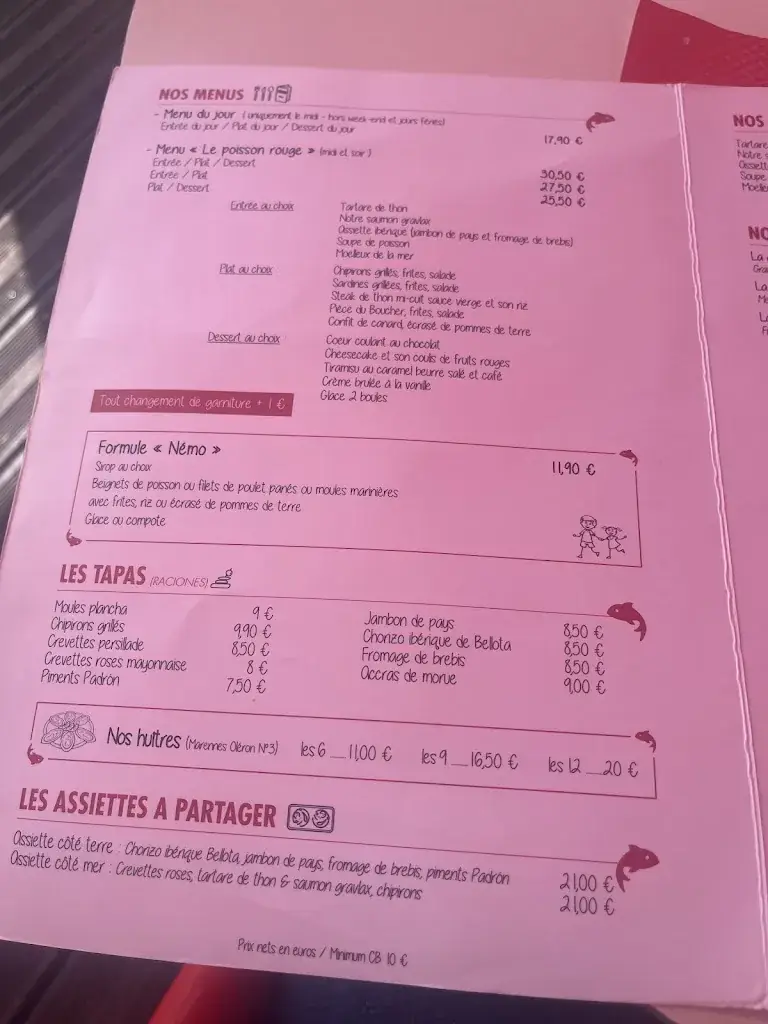 NOS MENUS
- Menu du jour (uniquement le midi - hors week-end et jours fériés)
Entrée du jour / Plat du jour / Dessert du jour
17,90 €
- Menu « Le poisson rouge » (midi et soir)
Entrée / Plat / Dessert 30,50 €
Entrée / Plat 27,50 €
Plat / Dessert 25,50 €
Entrée au choix
Tartare de thon
Notre saumon gravlax
Assiette ibérique (jambon de pays et fromage de brebis)
Soupe de poisson
Moelleux de la mer
Plat au choix
Chipirons grillés, frites, salade
Sardines grillées, frites, salade
Steak de thon mi-cuit sauce vierge et son riz
Pièce du Boucher, frites, salade
Confit de canard, écrasé de pommes de terre
Dessert au choix
Coeur coulant au chocolat
Cheesecake et son coulis de fruits rouges
Tiramisu au caramel beurre salé et café
Crème brulée à la vanille
Glace 2 boules
Tout changement de garniture + 1 €
Formule « Némo »
11,90 €
Sirop au choix
Beignets de poisson ou filets de poulet panés ou moules marinières
avec frites, riz ou écrasé de pommes de terre
Glace ou compote
LES TAPAS (RACIONES)
Moules plancha 9 €
Chipirons grillés 9,90 €
Crevettes persillade 8,50 €
Crevettes roses mayonnaise 8 €
Piments Padrón 7,50 €
Jambon de pays 8,50 €
Chorizo ibérique de Bellota 8,50 €
Fromage de brebis 8,50 €
Accras de morue 9,00 €
Nos huîtres (Marennes Oléron N°3) les 6 __ 11,00 € les 9 __ 16,50 € les 12 __ 20 €
LES ASSIETTES A PARTAGER
Assiette côté terre : Chorizo ibérique Bellota, jambon de pays, fromage de brebis, piments Padrón 21,00 €
Assiette côté mer : Crevettes roses, tartare de thon & saumon gravlax, chipirons 21,00 €
Prix nets en euros / Minimum CB 10 €
NOS
Tartare
Notre
Soupe
NO
La
La